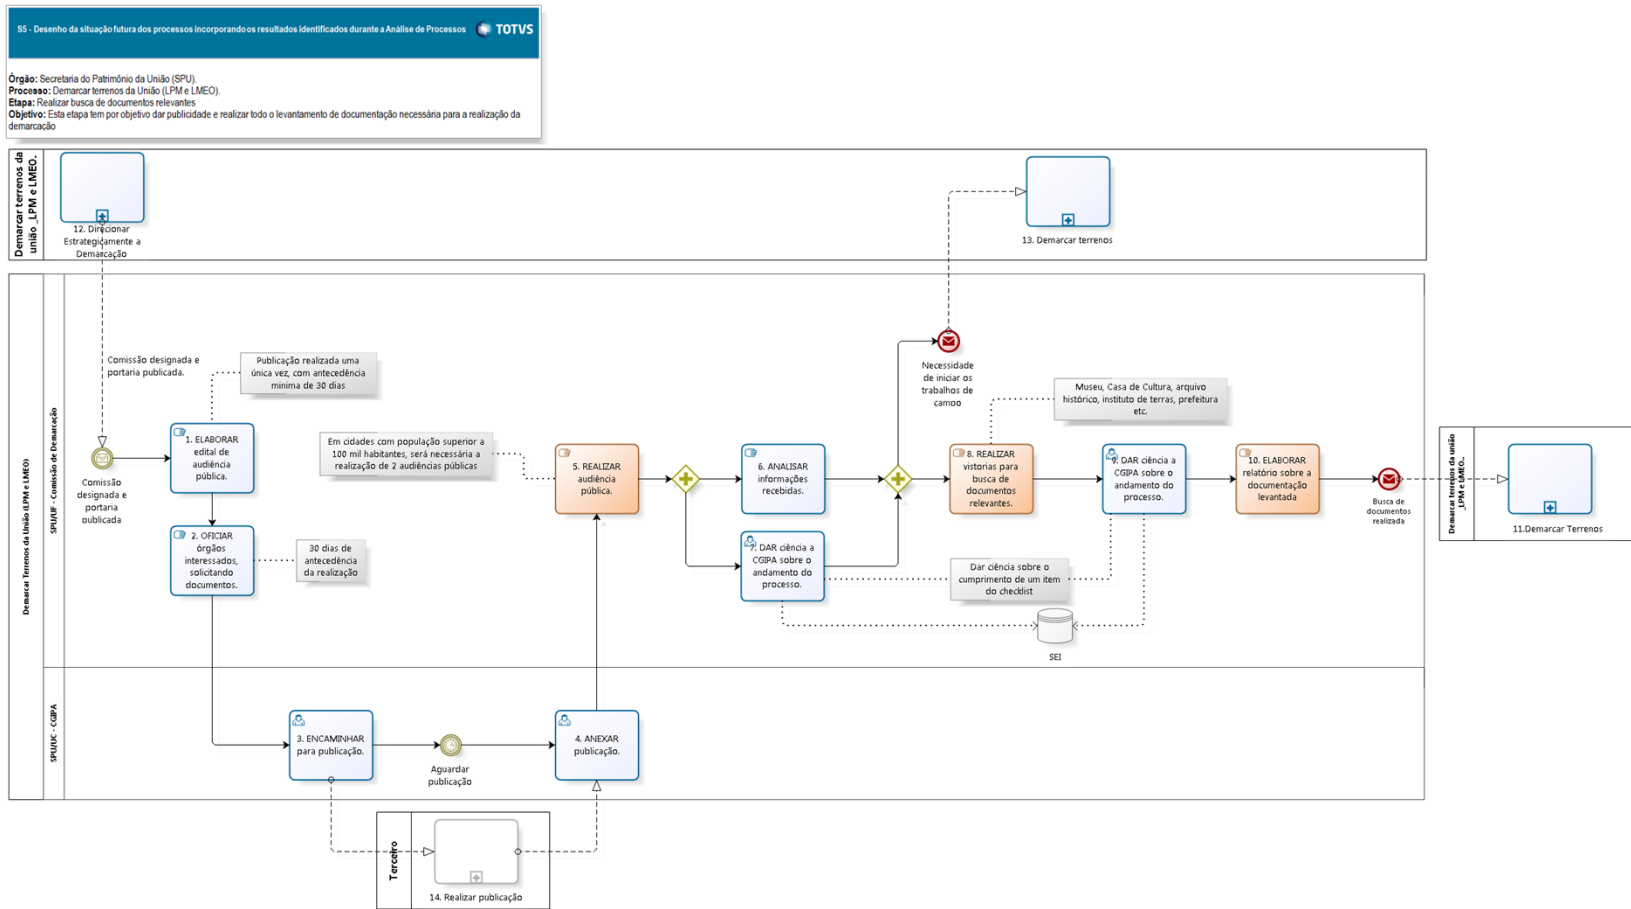 S5 - Desenho da situação futura dos processos incorporando os resultados identificados durante a Análise de Processos
TOTVS
Órgão: Secretaria do Patrimônio da União (SPU).
Processo: Demarcar terrenos da União (LPM e LMEO).
Etapa: Realizar busca de documentos relevantes
Objetivo: Esta etapa tem por objetivo dar publicidade e realizar todo o levantamento de documentação necessária para a realização da
demarcação
Demarcar terrenos da
união _LPM e LMEO.
12. Direcionar
Estrategicamente a
Demarcação
13. Demarcar terrenos
Demarcar Terrenos da União (LPM e LMEO)
SPU/UF - Comissão de Demarcação
Comissão designada e
portaria publicada.
Comissão
designada e
portaria
publicada
Publicação realizada uma
única vez, com antecedência
mínima de 30 dias
1. ELABORAR
edital de
audiência
pública.
2. OFICIAR
órgãos
interessados,
solicitando
documentos.
30 dias de
antecedência
da realização
Em cidades com população superior a
100 mil habitantes, será necessária a
realização de 2 audiências públicas
5. REALIZAR
audiência
pública.
6. ANALISAR
informações
recebidas.
7. DAR ciência a
CGIPA sobre o
andamento do
processo.
Necessidade
de iniciar os
trabalhos de
campo
8. REALIZAR
vistorias para
busca de
documentos
relevantes.
Museu, Casa de Cultura, arquivo
histórico, instituto de terras, prefeitura
etc.
9. DAR ciência a
CGIPA sobre o
andamento do
processo.
10. ELABORAR
relatório sobre a
documentação
levantada
Dar ciência sobre o
cumprimento de um item
do checklist
SEI
Busca de
documentos
realizada
Demarcar terrenos da união
_LPM e LMEO..
11.Demarcar Terrenos
SPU/UC - CGIPA
3. ENCAMINHAR
para publicação.
Aguardar
publicação
4. ANEXAR
publicação.
Terceiro
14. Realizar publicação